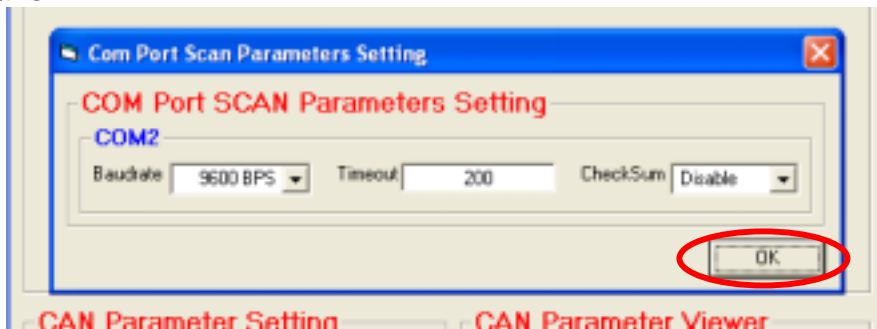 Com Port Scan Parameters Setting
COM Port SCAN Parameters Setting
COM2
Baudrate 9600 BPS Timeout 200 CheckSum Disable
OK
CAN Parameter Setting CAN Parameter Viewer